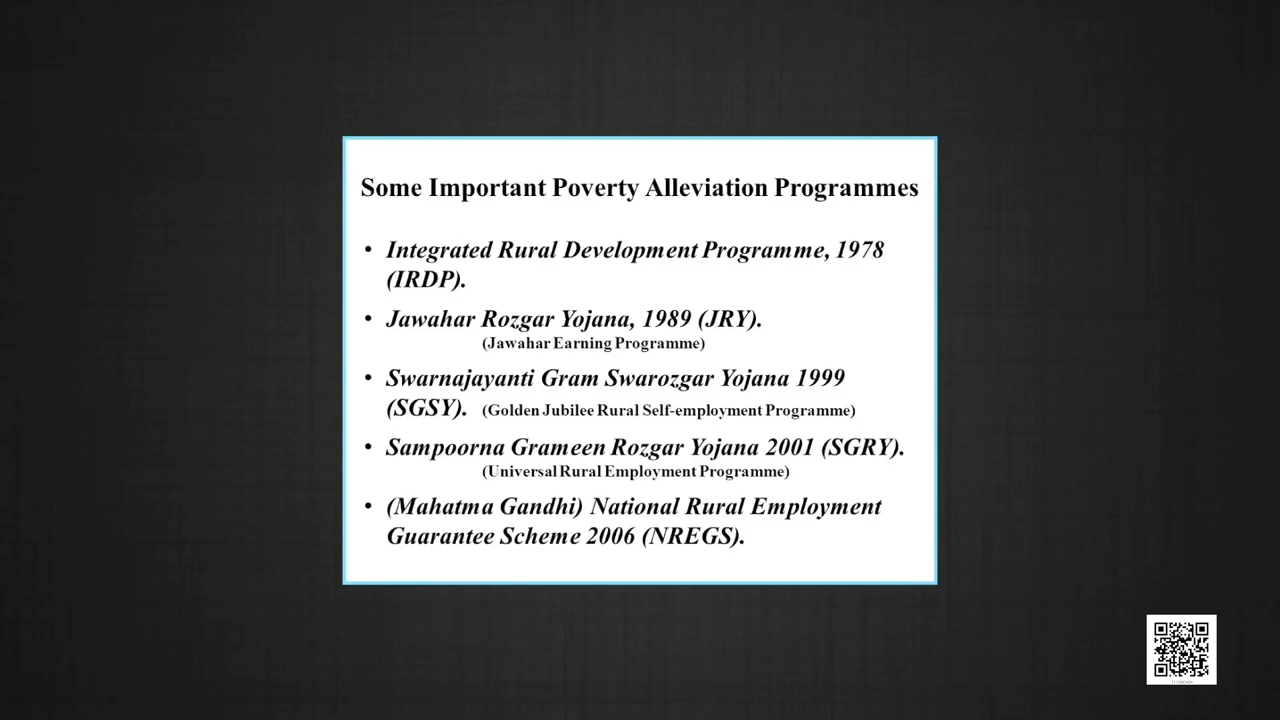 Some Important Poverty Alleviation Programmes
• Integrated Rural Development Programme, 1978
(IRDP).
• Jawahar Rozgar Yojana, 1989 (JRY).
(Jawahar Earning Programme)
• Swarnajayanti Gram Swarozgar Yojana 1999
(SGSY). (Golden Jubilee Rural Self-employment Programme)
• Sampoorna Grameen Rozgar Yojana 2001 (SGRY).
(Universal Rural Employment Programme)
• (Mahatma Gandhi) National Rural Employment
Guarantee Scheme 2006 (NREGS).